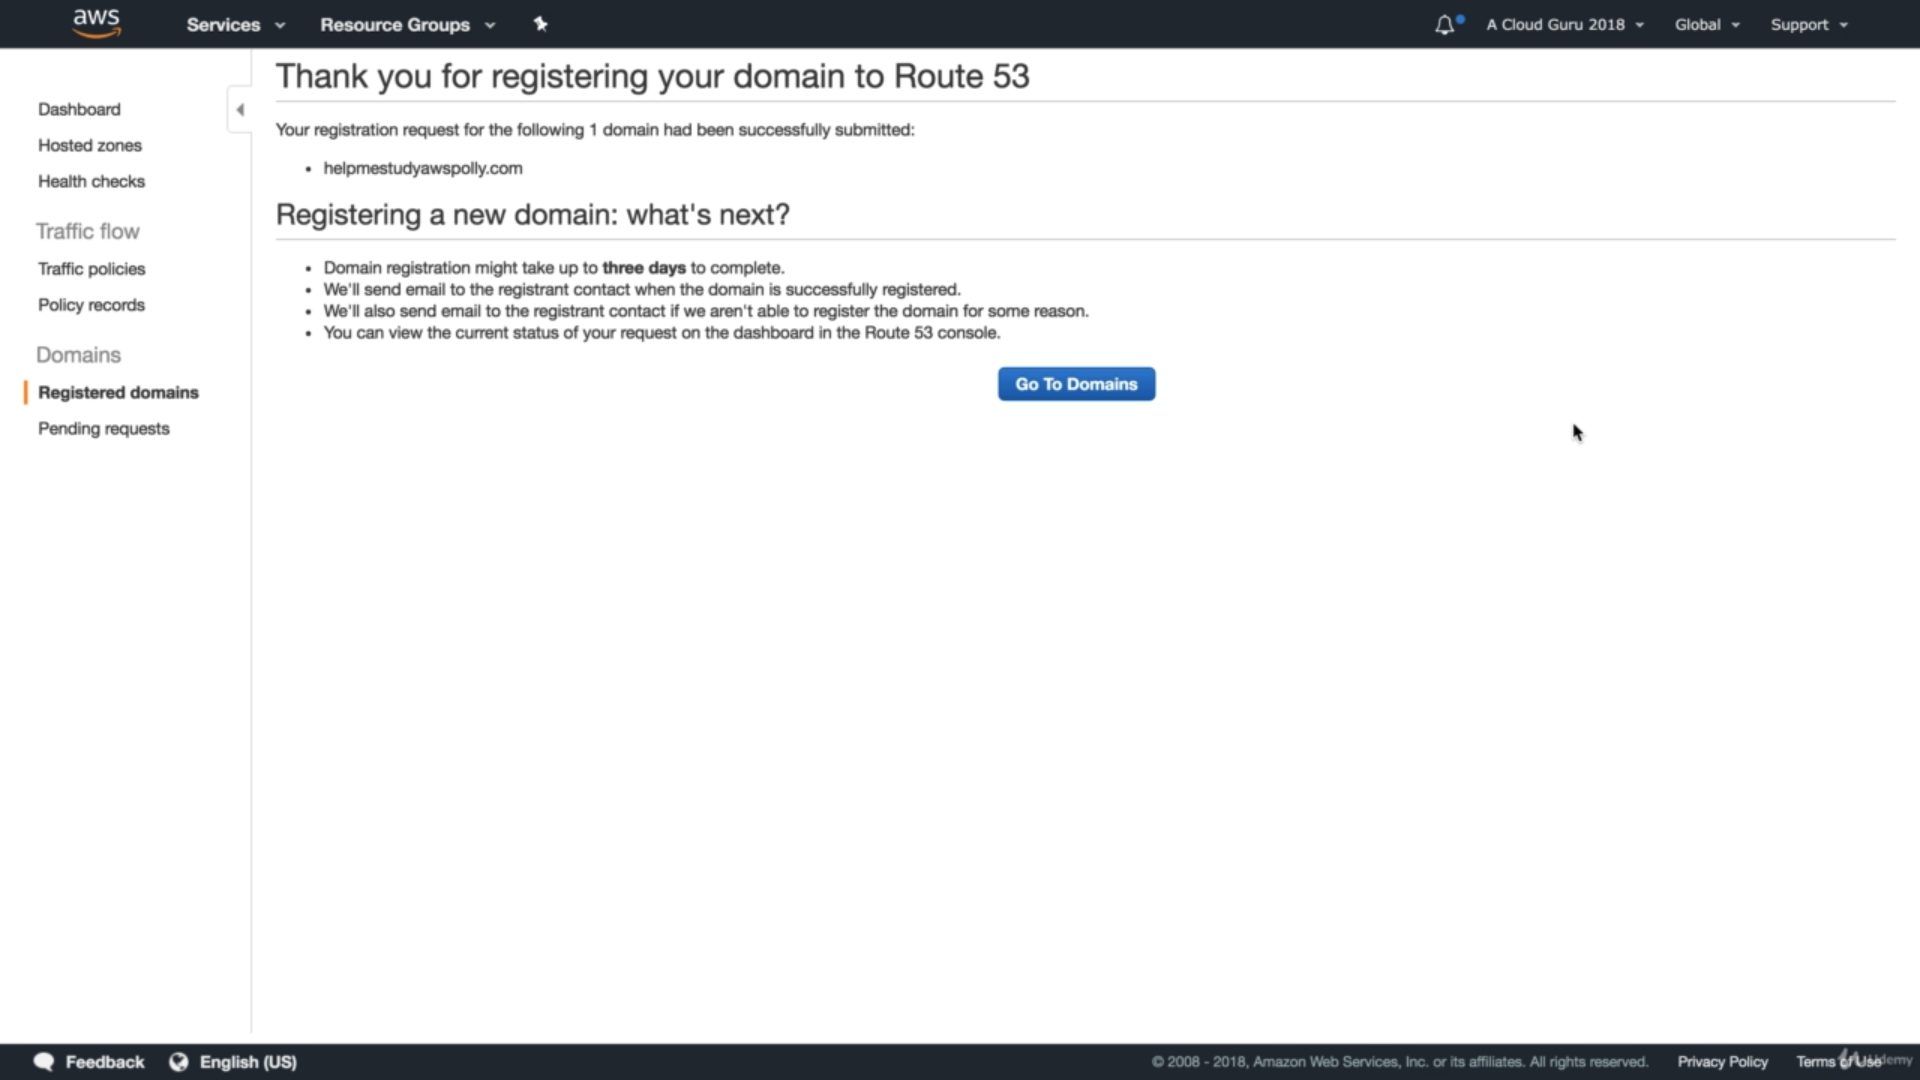 aws Services Resource Groups A Cloud Guru 2018 Global Support
Dashboard
Hosted zones
Health checks
Traffic flow
Traffic policies
Policy records
Domains
Registered domains
Pending requests
Thank you for registering your domain to Route 53
Your registration request for the following 1 domain had been successfully submitted:
• helpmestudyawspolly.com
Registering a new domain: what's next?
• Domain registration might take up to three days to complete.
• We'll send email to the registrant contact when the domain is successfully registered.
• We'll also send email to the registrant contact if we aren't able to register the domain for some reason.
• You can view the current status of your request on the dashboard in the Route 53 console.
Go To Domains
Feedback English (US) © 2008 - 2018, Amazon Web Services, Inc. or its affiliates. All rights reserved. Privacy Policy Terms of Use